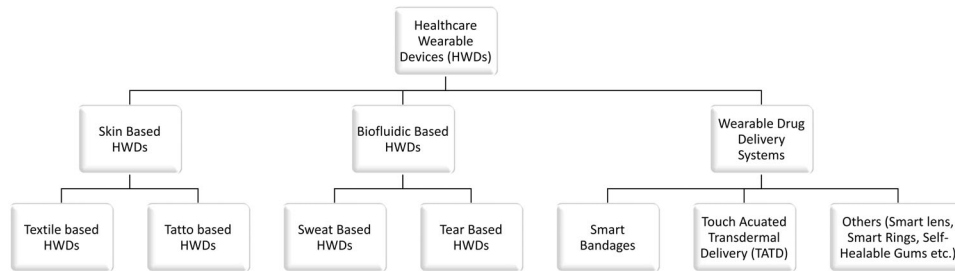 Healthcare
Wearable
Devices (HWDs)
Skin Based
HWDs
Biofluidic Based
HWDs
Wearable Drug
Delivery
Systems
Textile based
HWDs
Tatto based
HWDs
Sweat Based
HWDs
Tear Based
HWDs
Smart
Bandages
Touch Acuated
Transdermal
Delivery (TATD)
Others (Smart lens,
Smart Rings, Self-
Healable Gums etc.)